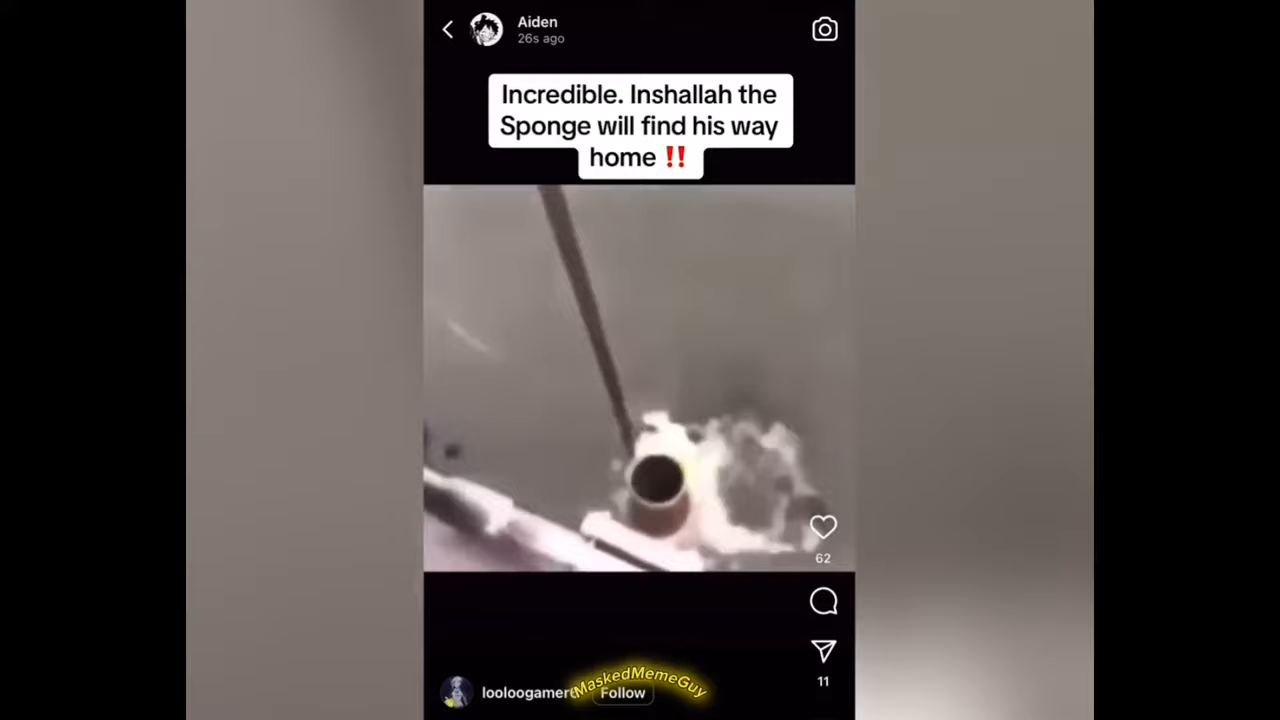 Aiden
26s ago
Incredible. Inshallah the
Sponge will find his way
home ‼️
62
11
MaskedMemeGuy
looloogamer
Follow